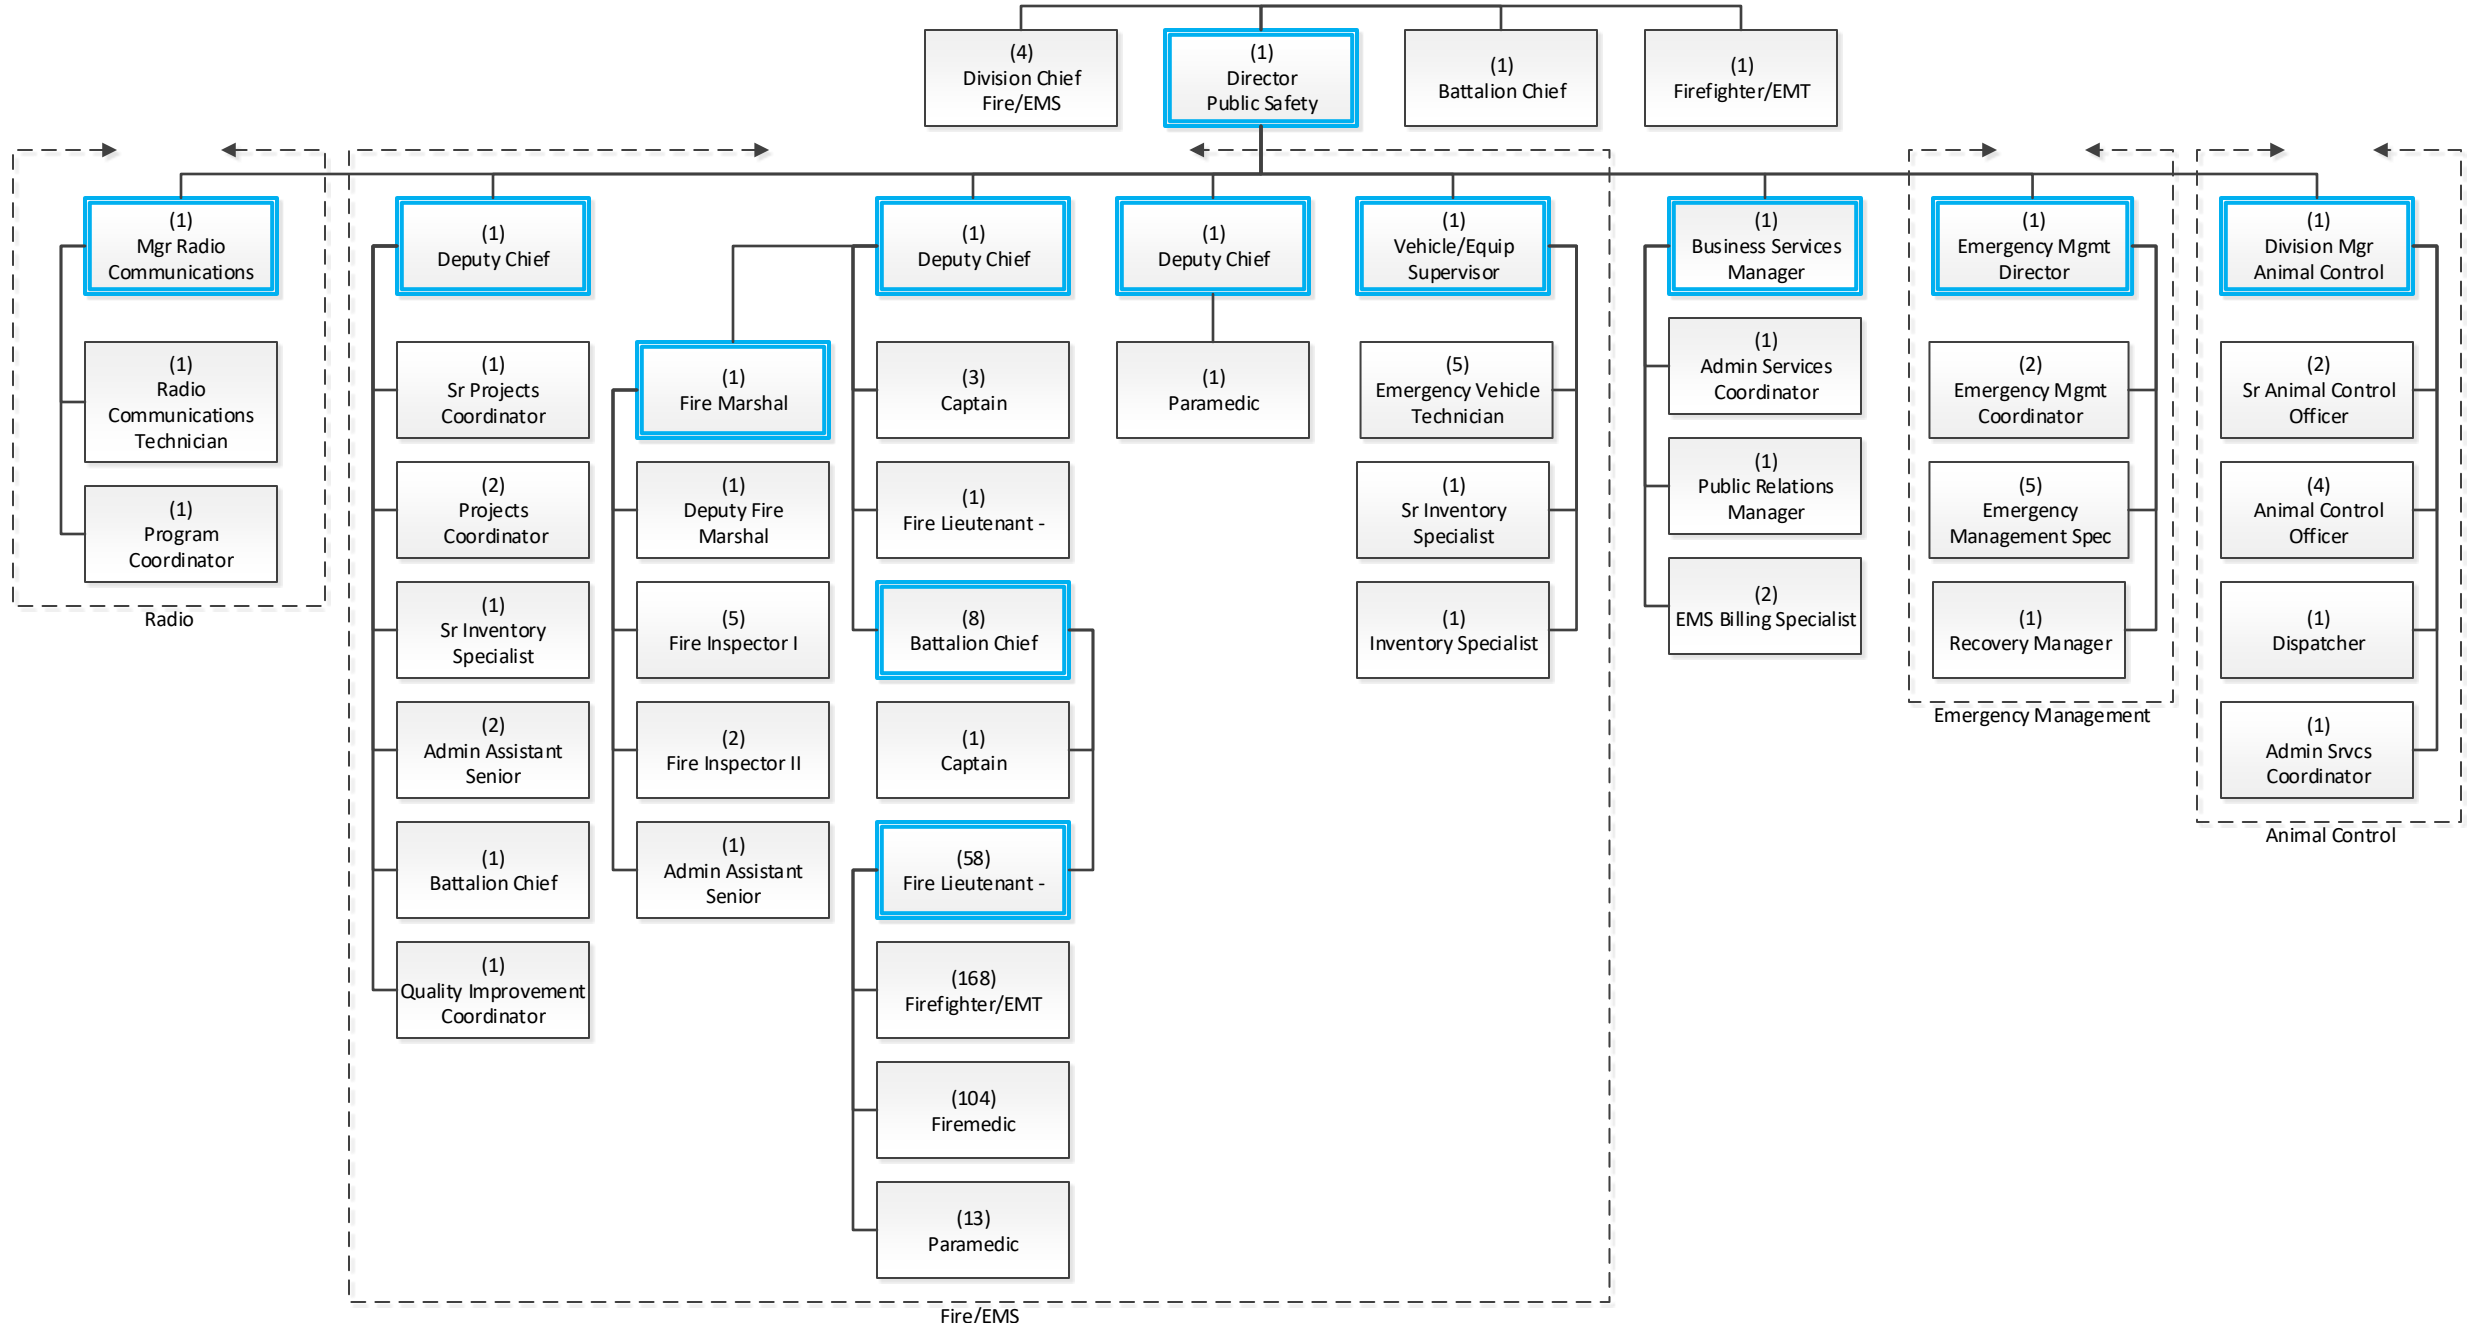 (4)
Division Chief
Fire/EMS
(1)
Director
Public Safety
(1)
Battalion Chief
(1)
Firefighter/EMT
(1)
Mgr Radio
Communications
(1)
Radio
Communications
Technician
(1)
Program
Coordinator
Radio
(1)
Deputy Chief
(1)
Sr Projects
Coordinator
(2)
Projects
Coordinator
(1)
Sr Inventory
Specialist
(2)
Admin Assistant
Senior
(1)
Battalion Chief
(1)
Quality Improvement
Coordinator
(1)
Fire Marshal
(1)
Deputy Fire
Marshal
(5)
Fire Inspector I
(2)
Fire Inspector II
(1)
Admin Assistant
Senior
(1)
Deputy Chief
(3)
Captain
(1)
Fire Lieutenant -
(8)
Battalion Chief
(1)
Captain
(58)
Fire Lieutenant -
(168)
Firefighter/EMT
(104)
Firemedic
(13)
Paramedic
(1)
Deputy Chief
(1)
Paramedic
(1)
Vehicle/Equip
Supervisor
(5)
Emergency Vehicle
Technician
(1)
Sr Inventory
Specialist
(1)
Inventory Specialist
Fire/EMS
(1)
Business Services
Manager
(1)
Admin Services
Coordinator
(1)
Public Relations
Manager
(2)
EMS Billing Specialist
(1)
Emergency Mgmt
Director
(2)
Emergency Mgmt
Coordinator
(5)
Emergency
Management Spec
(1)
Recovery Manager
Emergency Management
(1)
Division Mgr
Animal Control
(2)
Sr Animal Control
Officer
(4)
Animal Control
Officer
(1)
Dispatcher
(1)
Admin Srvcs
Coordinator
Animal Control